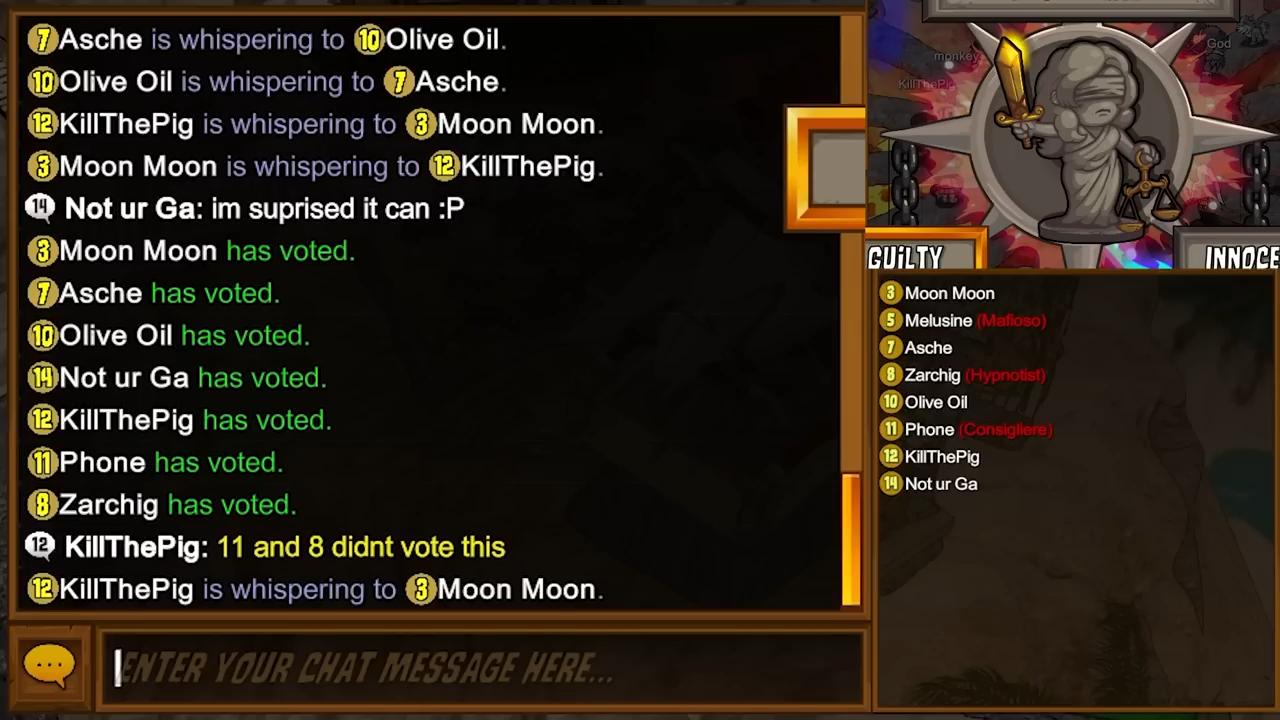 7 Asche is whispering to 10 Olive Oil.
10 Olive Oil is whispering to 7 Asche.
12 KillThePig is whispering to 3 Moon Moon.
3 Moon Moon is whispering to 12 KillThePig.
14 Not ur Ga: im suprised it can :P
3 Moon Moon has voted.
7 Asche has voted.
10 Olive Oil has voted.
14 Not ur Ga has voted.
12 KillThePig has voted.
11 Phone has voted.
8 Zarchig has voted.
12 KillThePig: 11 and 8 didnt vote this
12 KillThePig is whispering to 3 Moon Moon.
ENTER YOUR CHAT MESSAGE HERE...
God
monkey
KillThePig
GUILTY
INNOCE
3 Moon Moon
5 Melusine (Mafioso)
7 Asche
8 Zarchig (Hypnotist)
10 Olive Oil
11 Phone (Consigliere)
12 KillThePig
14 Not ur Ga